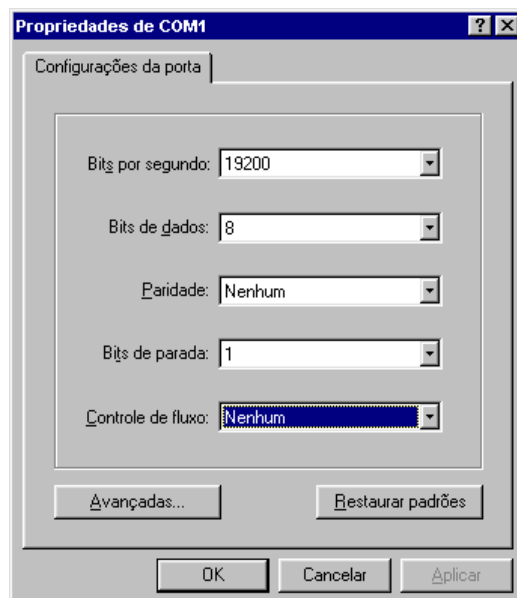 Propriedades de COM1
Configurações da porta
Bits por segundo: 19200
Bits de dados: 8
Paridade: Nenhum
Bits de parada: 1
Controle de fluxo: Nenhum
Avançadas... Restaurar padrões
OK Cancelar Aplicar